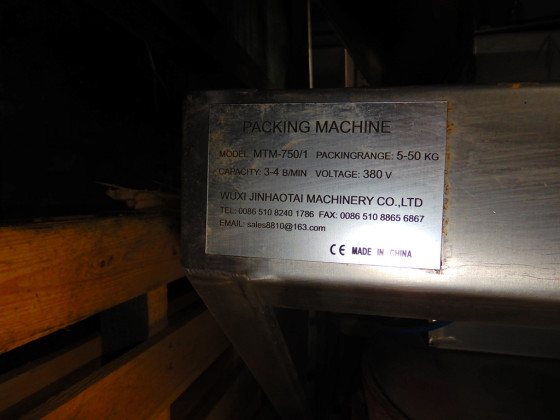 PACKING MACHINE
MODEL: MTM-750/1 PACKINGRANGE: 5-50 KG
CAPACITY: 3-4 B/MIN VOLTAGE: 380 V
WUXI JINHAOTAI MACHINERY CO.,LTD
TEL: 0086 510 8240 1786 FAX: 0086 510 8865 6867
EMAIL: sales8810@163.com
CE MADE IN CHINA